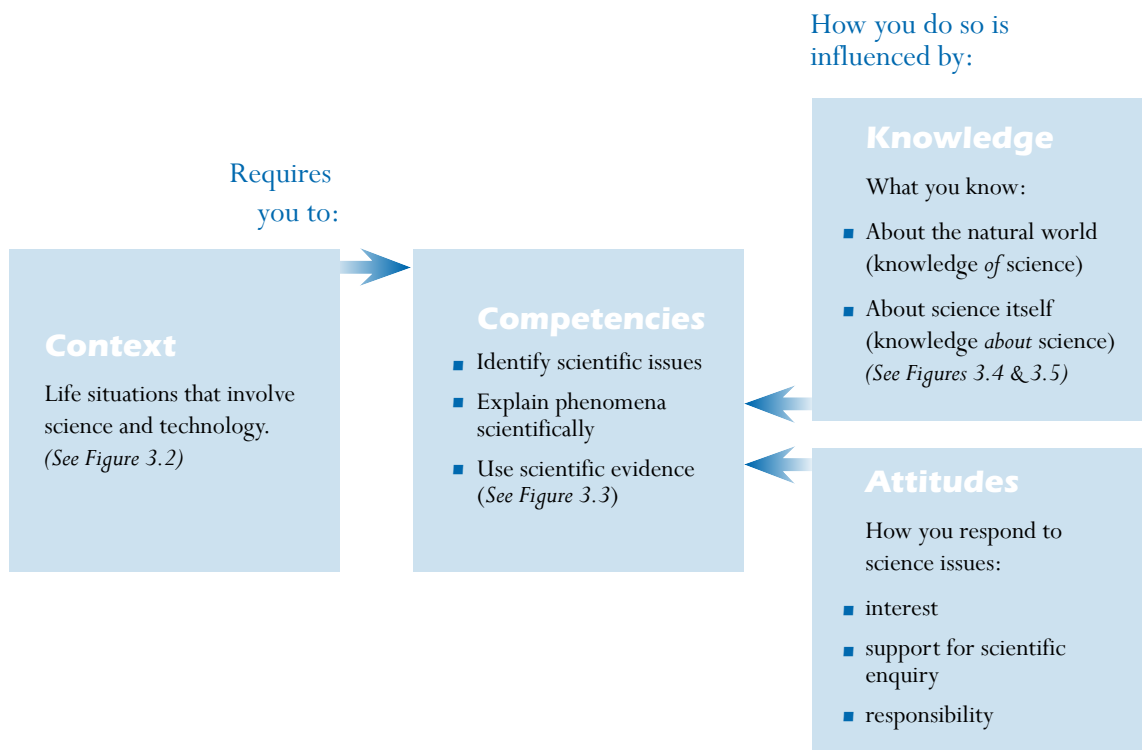 Requires
you to:
Context
Life situations that involve
science and technology.
(See Figure 3.2)
Competencies
Identify scientific issues
Explain phenomena
scientifically
Use scientific evidence
(See Figure 3.3)
How you do so is
influenced by:
Knowledge
What you know:
About the natural world
(knowledge of science)
About science itself
(knowledge about science)
(See Figures 3.4 & 3.5)
Attitudes
How you respond to
science issues:
interest
support for scientific
enquiry
responsibility